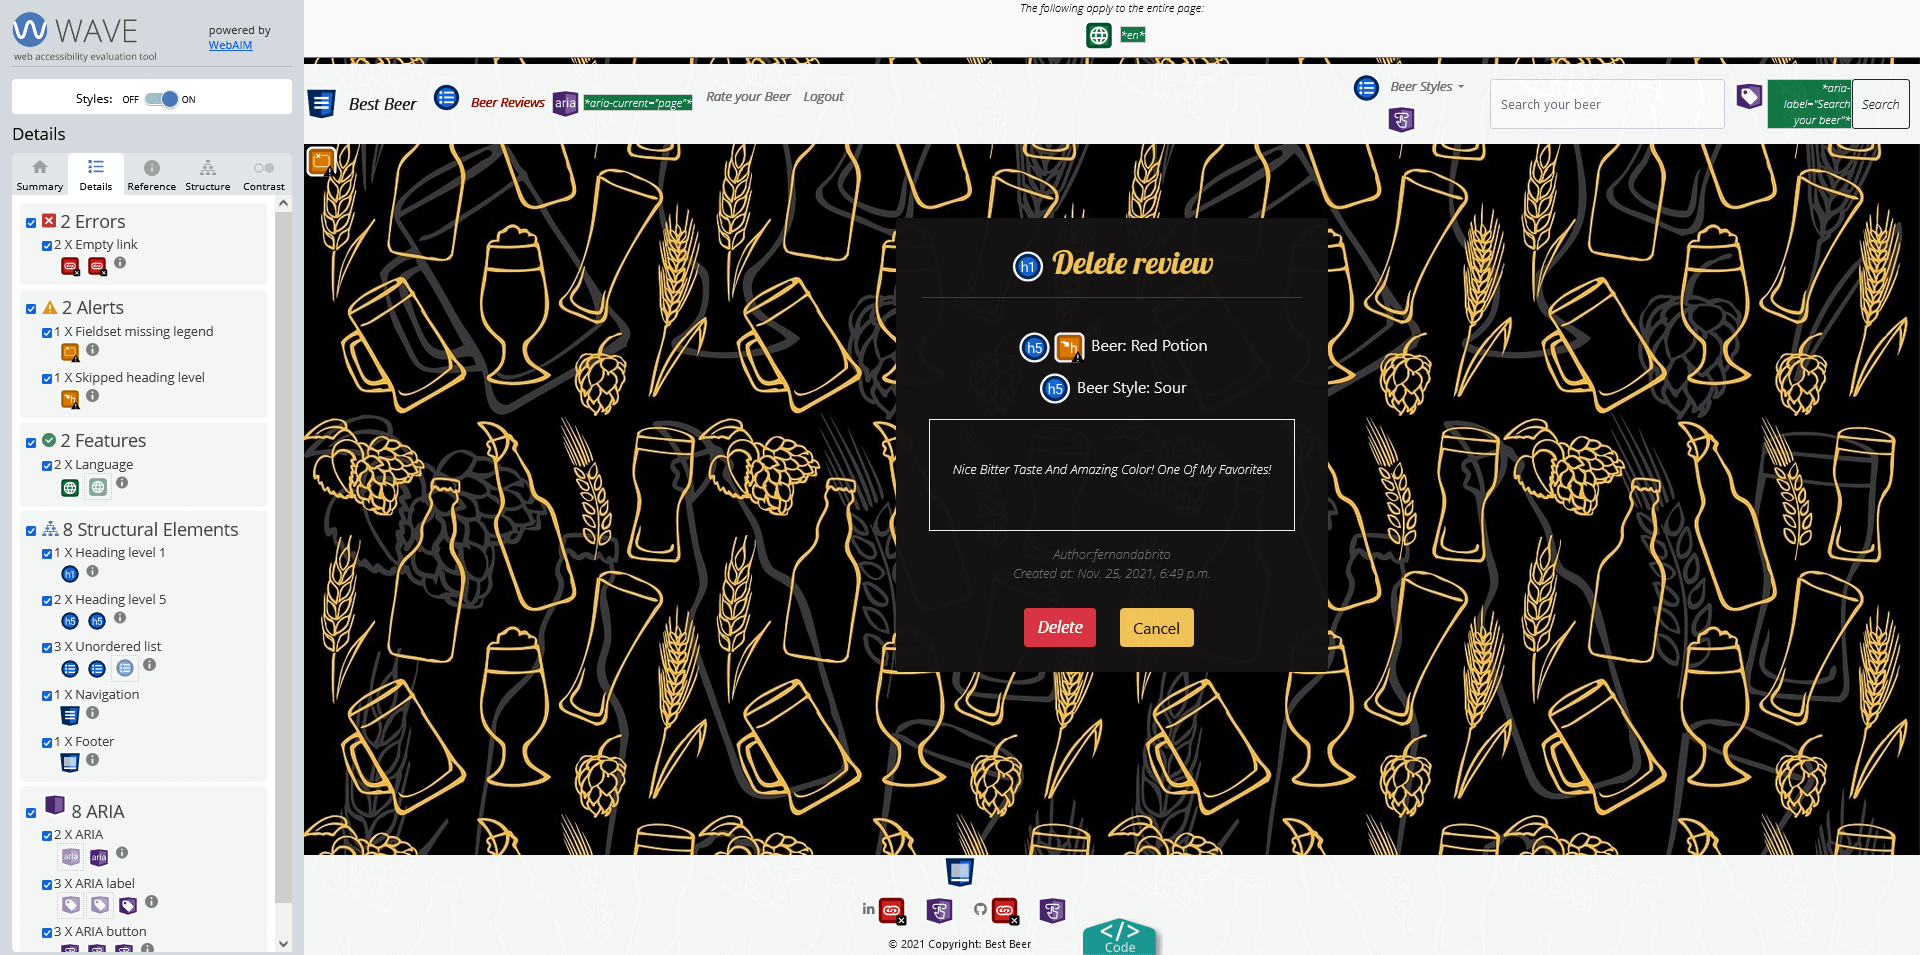 WAVE
web accessibility evaluation tool
powered by
WebAIM
Styles: OFF ON
Details
Summary Details Reference Structure Contrast
2 Errors
2 X Empty link
2 Alerts
1 X Fieldset missing legend
1 X Skipped heading level
h
2 Features
2 X Language
8 Structural Elements
1 X Heading level 1
h1
2 X Heading level 5
h5 h5
3 X Unordered list
1 X Navigation
1 X Footer
8 ARIA
2 X ARIA
aria aria
3 X ARIA label
3 X ARIA button
The following apply to the entire page:
*en*
Best Beer Beer Reviews aria *aria-current="page"* Rate your Beer Logout Beer Styles Search your beer *aria-
label="Search
your beer"* Search
h1 Delete review
h5 h Beer: Red Potion
h5 Beer Style: Sour
Nice Bitter Taste And Amazing Color! One Of My Favorites!
Author:fernandabrito
Created at: Nov. 25, 2021, 6:49 p.m.
Delete Cancel
in
© 2021 Copyright: Best Beer
</>
Code